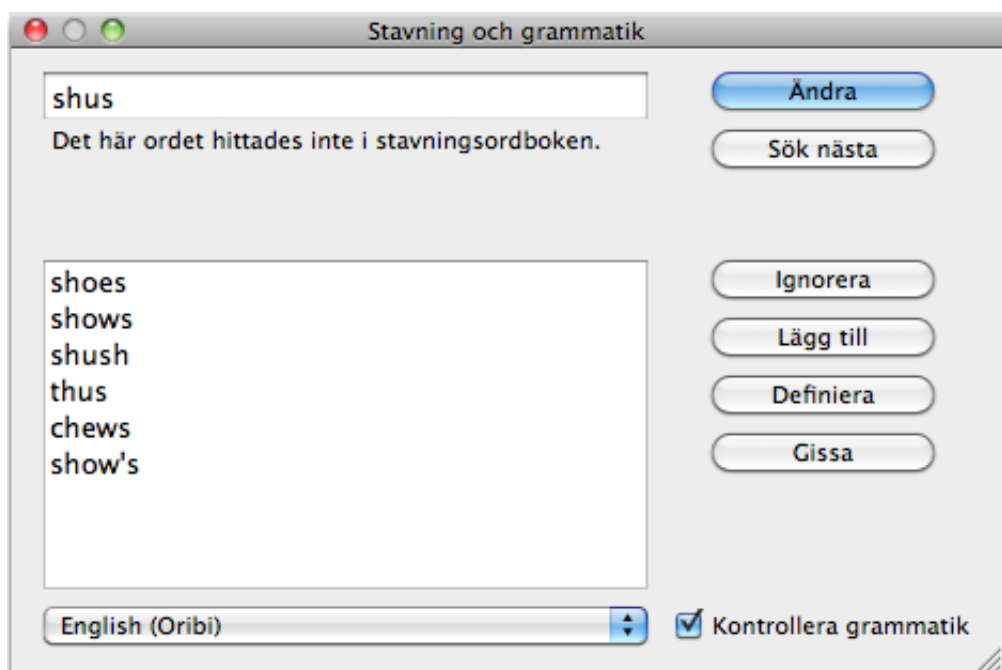 Stavning och grammatik
shus
Det här ordet hittades inte i stavningsordboken.
Ändra
Sök nästa
shoes
shows
shush
thus
chews
show's
Ignorera
Lägg till
Definiera
Gissa
English (Oribi)
Kontrollera grammatik